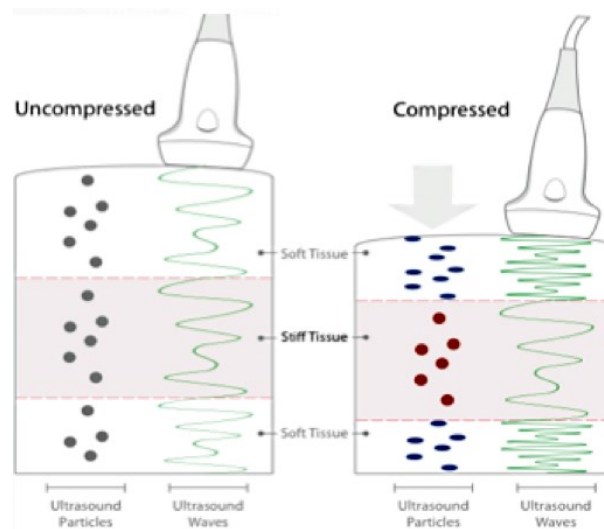 Uncompressed
Compressed
Soft Tissue
Stiff Tissue
Soft Tissue
Ultrasound
Particles
Ultrasound
Waves
Ultrasound
Particles
Ultrasound
Waves